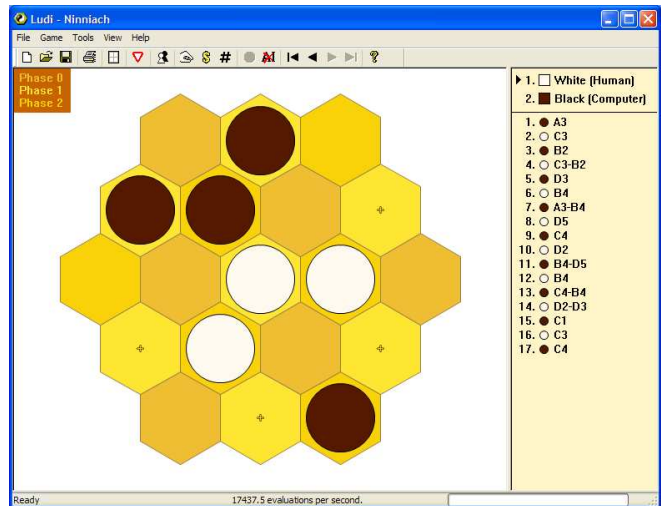 Ludi - Ninniach
File Game Tools View Help
Phase 0
Phase 1
Phase 2
1. White (Human)
2. Black (Computer)
1. A3
2. C3
3. B2
4. C3-B2
5. D3
6. B4
7. A3-B4
8. D5
9. C4
10. D2
11. B4-D5
12. B4
13. C4-B4
14. D2-D3
15. C1
16. C3
17. C4
Ready 17437.5 evaluations per second.